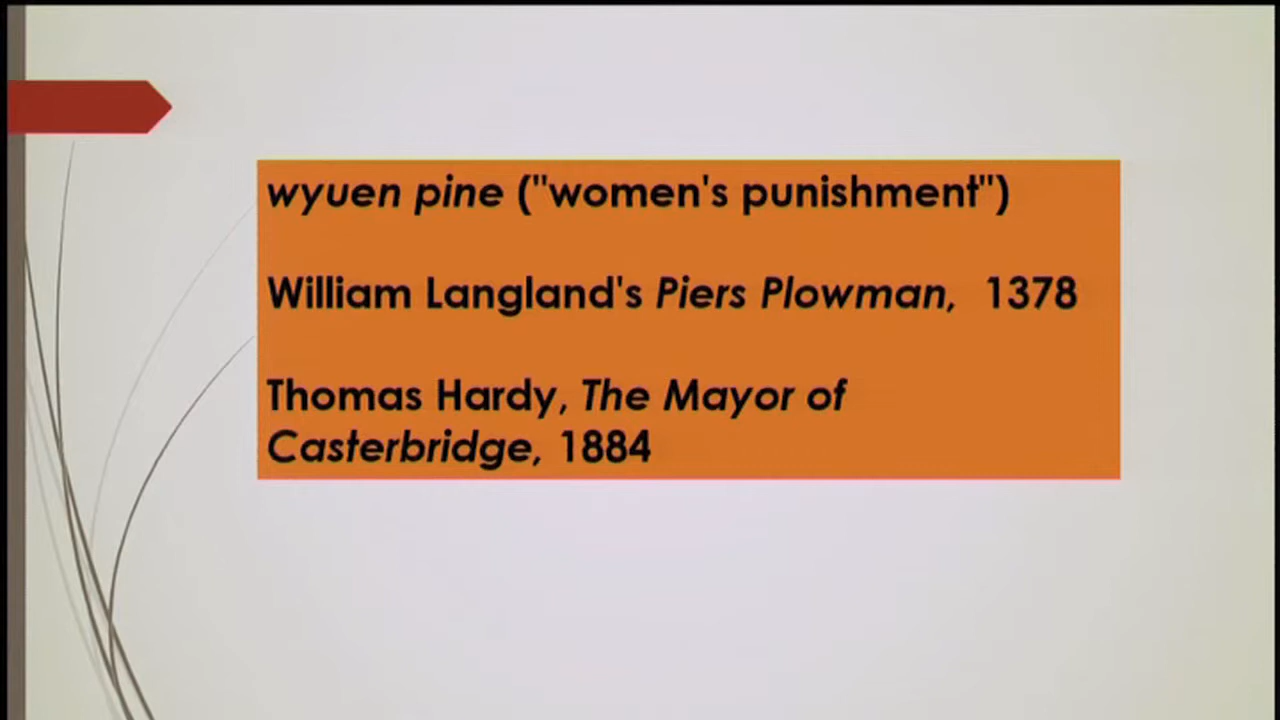 wyuen pine ("women's punishment")
William Langland's Piers Plowman, 1378
Thomas Hardy, The Mayor of
Casterbridge, 1884